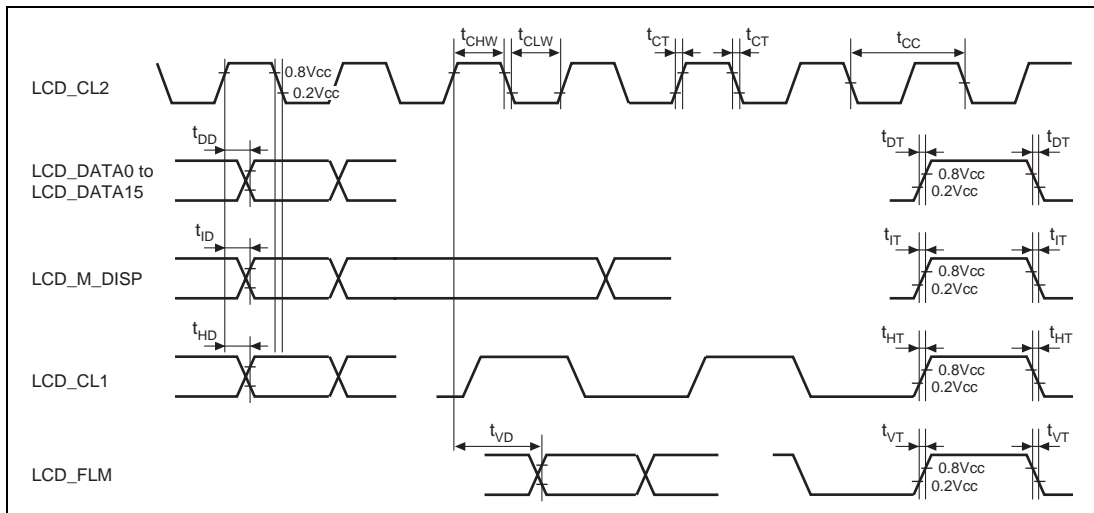 tCHW tCLW tCT tCT tCC
LCD_CL2
0.8Vcc
0.2Vcc
tDD tDT tDT
LCD_DATA0 to
LCD_DATA15
0.8Vcc
0.2Vcc
tID tIT tIT
LCD_M_DISP
0.8Vcc
0.2Vcc
tHD tHT tHT
LCD_CL1
0.8Vcc
0.2Vcc
tVD tVT tVT
LCD_FLM
0.8Vcc
0.2Vcc